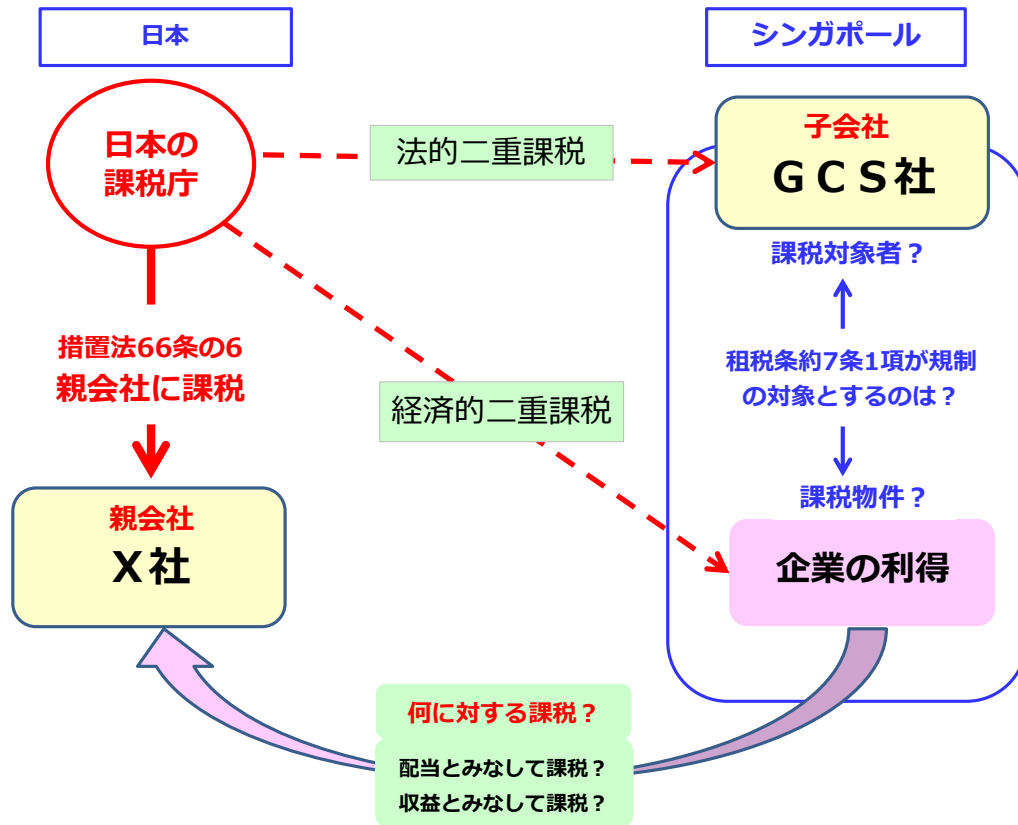 日本
シンガポール
日本の
課税庁
法的二重課税
子会社
ＧＣＳ社
課税対象者？
措置法66条の6
親会社に課税
租税条約7条1項が規制
の対象とするのは？
経済的二重課税
課税物件？
親会社
Ｘ社
企業の利得
何に対する課税？
配当とみなして課税？
収益とみなして課税？